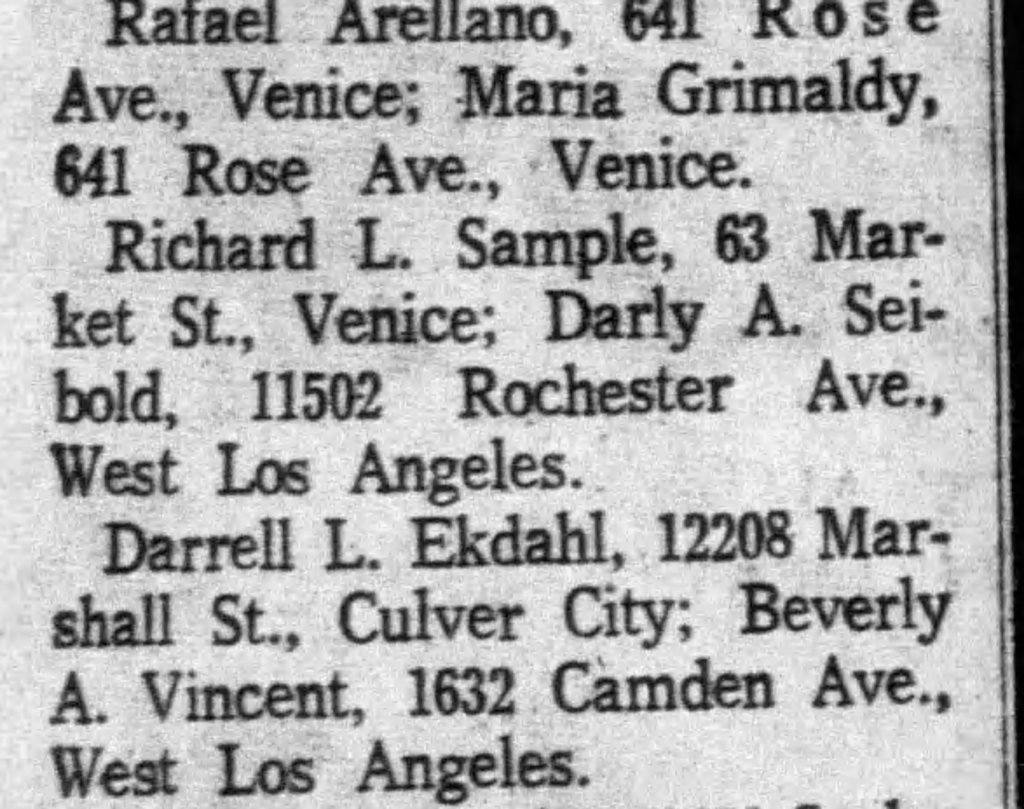 Rafael Arellano, 641 Rose
Ave., Venice; Maria Grimaldy,
641 Rose Ave., Venice.
Richard L. Sample, 63 Mar-
ket St., Venice; Darly A. Sei-
bold, 11502 Rochester Ave.,
West Los Angeles.
Darrell L. Ekdahl, 12208 Mar-
shall St., Culver City; Beverly
A. Vincent, 1632 Camden Ave.,
West Los Angeles.